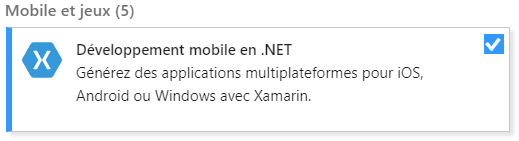 Mobile et jeux (5)
Développement mobile en .NET
Générez des applications multiplateformes pour iOS,
Android ou Windows avec Xamarin.